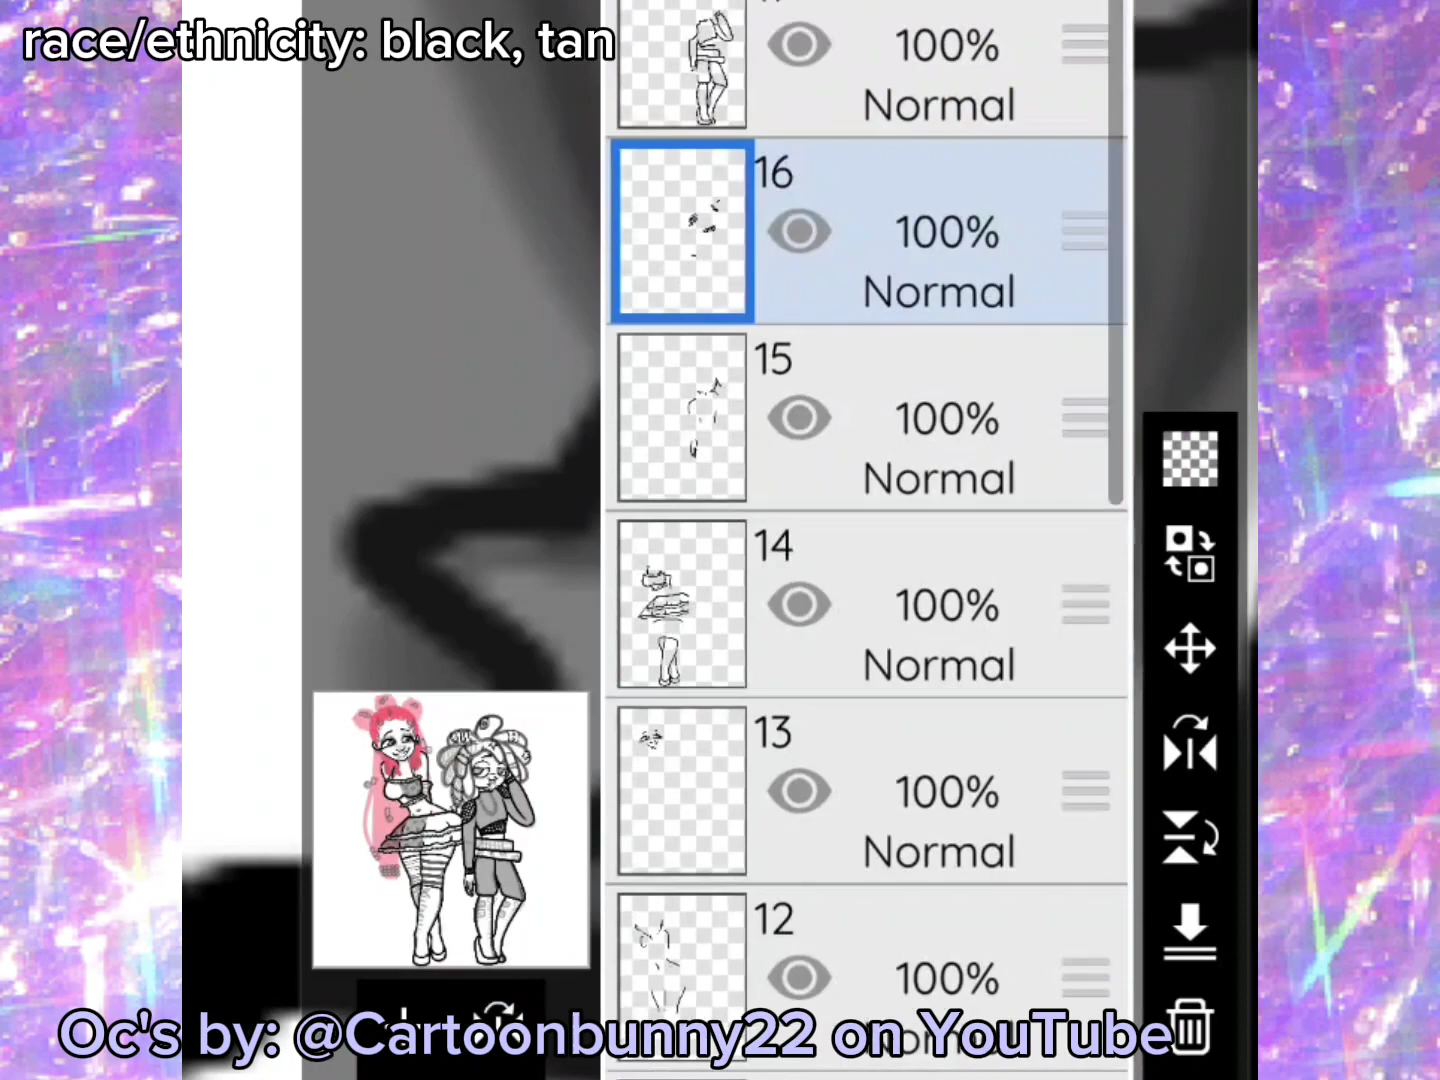 race/ethnicity: black, tan
100%
Normal
16
100%
Normal
15
100%
Normal
14
100%
Normal
13
100%
Normal
12
100%
Oc's by: @Cartoonbunny22 on YouTube